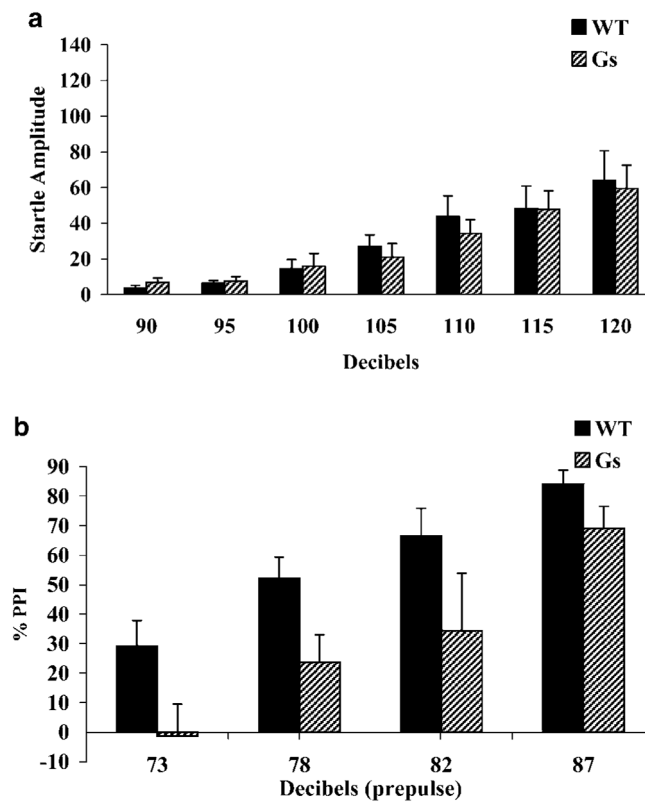 a
WT
Gs
Startle Amplitude
140
120
100
80
60
40
20
0
90 95 100 105 110 115 120
Decibels
b
WT
Gs
% PPI
90
80
70
60
50
40
30
20
10
0
-10
73 78 82 87
Decibels (prepulse)